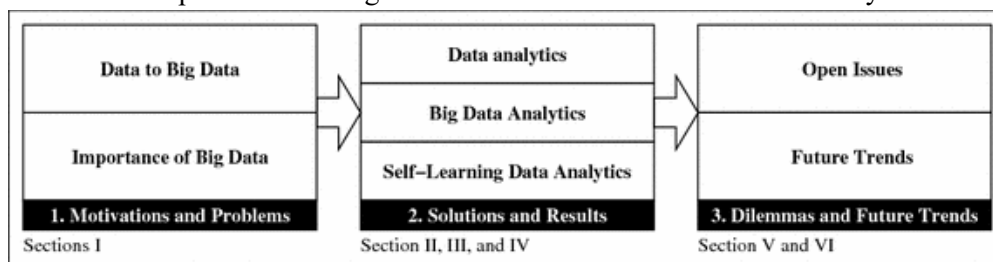 Data to Big Data
Importance of Big Data
1. Motivations and Problems
Sections I
Data analytics
Big Data Analytics
Self-Learning Data Analytics
2. Solutions and Results
Section II, III, and IV
Open Issues
Future Trends
3. Dilemmas and Future Trends
Section V and VI